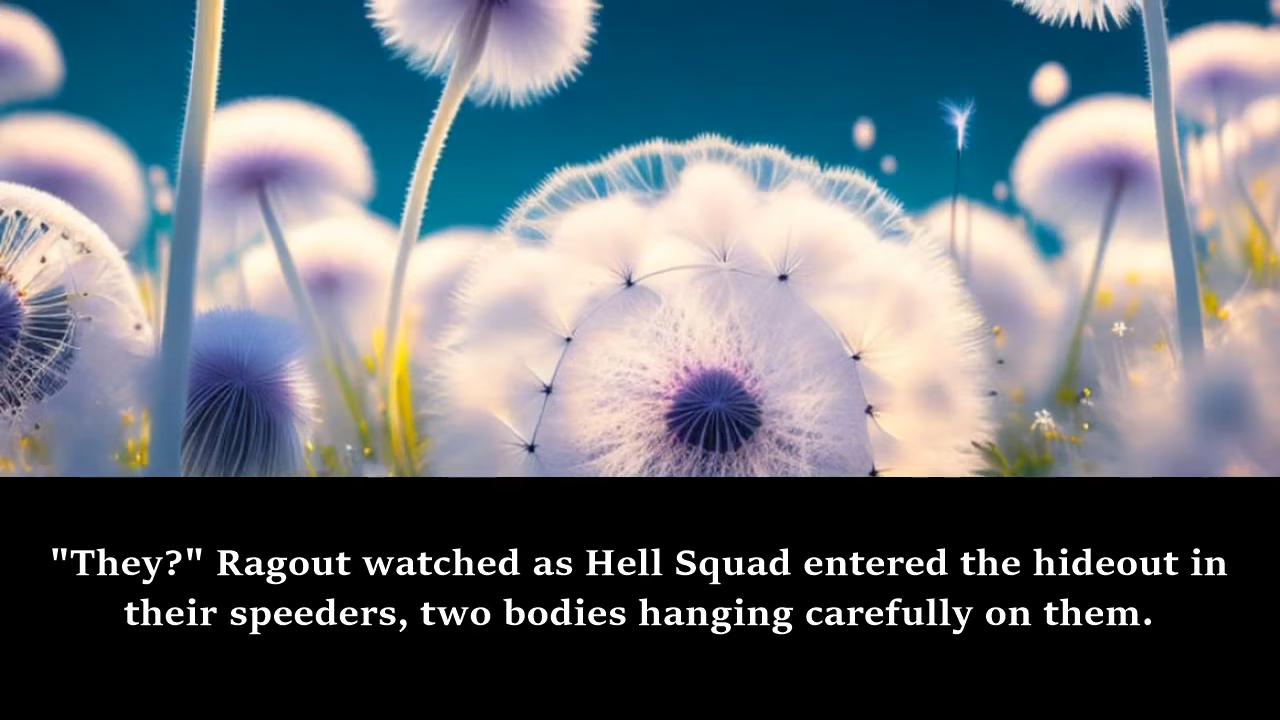 "They?" Ragout watched as Hell Squad entered the hideout in
their speeders, two bodies hanging carefully on them.